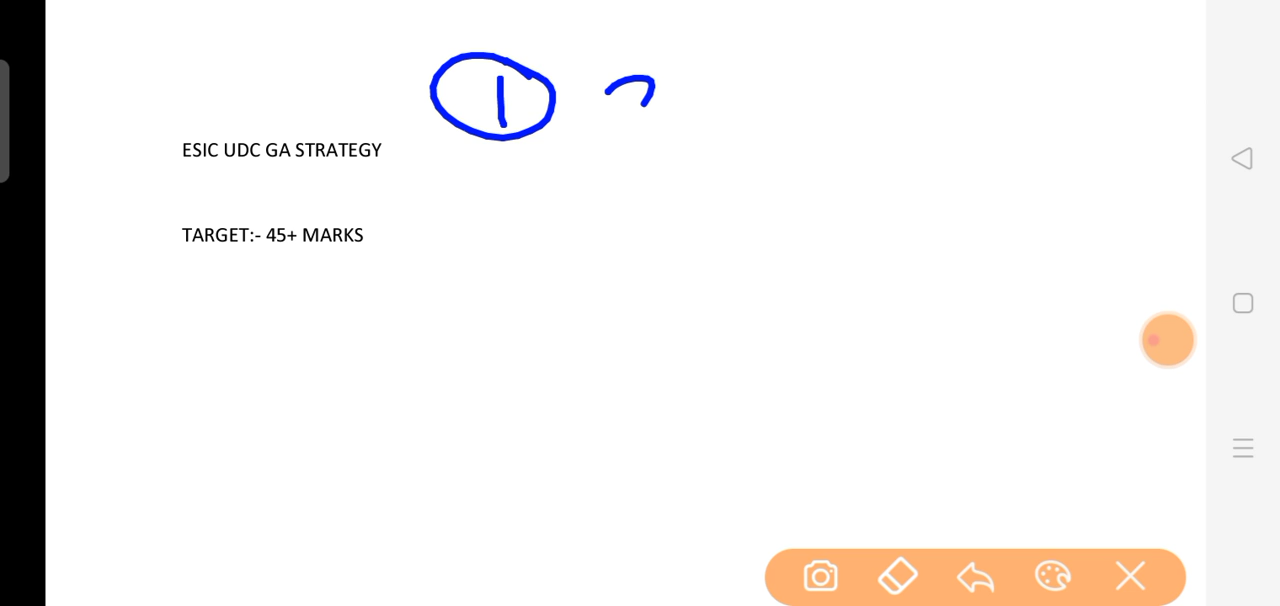 1
ESIC UDC GA STRATEGY
TARGET:- 45+ MARKS